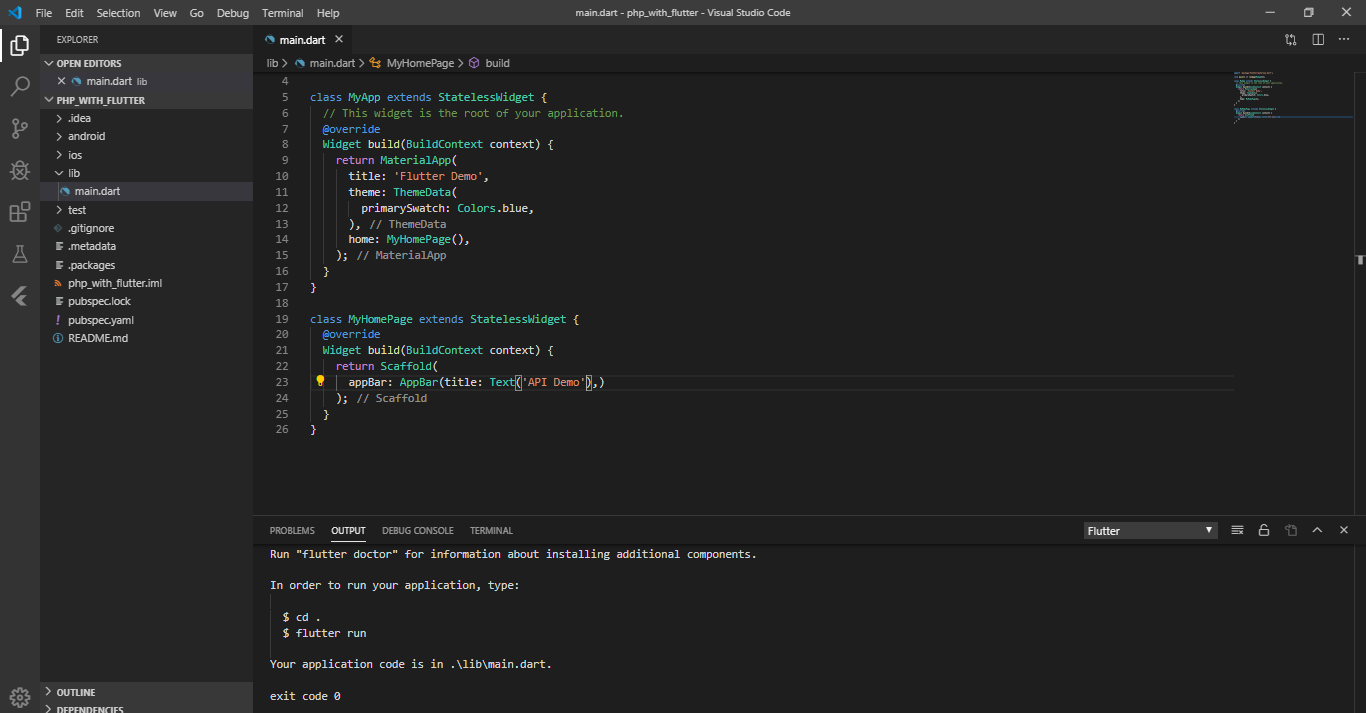 File Edit Selection View Go Debug Terminal Help
main.dart - php_with_flutter - Visual Studio Code
EXPLORER
OPEN EDITORS
main.dart lib
PHP_WITH_FLUTTER
.idea
android
ios
lib
main.dart
test
.gitignore
.metadata
.packages
php_with_flutter.iml
pubspec.lock
pubspec.yaml
README.md
OUTLINE
DEPENDENCIES
main.dart
lib > main.dart > MyHomePage > build
4
5 class MyApp extends StatelessWidget {
6 // This widget is the root of your application.
7 @override
8 Widget build(BuildContext context) {
9 return MaterialApp(
10 title: 'Flutter Demo',
11 theme: ThemeData(
12 primarySwatch: Colors.blue,
13 ), // ThemeData
14 home: MyHomePage(),
15 ); // MaterialApp
16 }
17 }
18
19 class MyHomePage extends StatelessWidget {
20 @override
21 Widget build(BuildContext context) {
22 return Scaffold(
23 appBar: AppBar(title: Text('API Demo'),)
24 ); // Scaffold
25 }
26 }
PROBLEMS OUTPUT DEBUG CONSOLE TERMINAL
Flutter
Run "flutter doctor" for information about installing additional components.
In order to run your application, type:
$ cd .
$ flutter run
Your application code is in .\lib\main.dart.
exit code 0